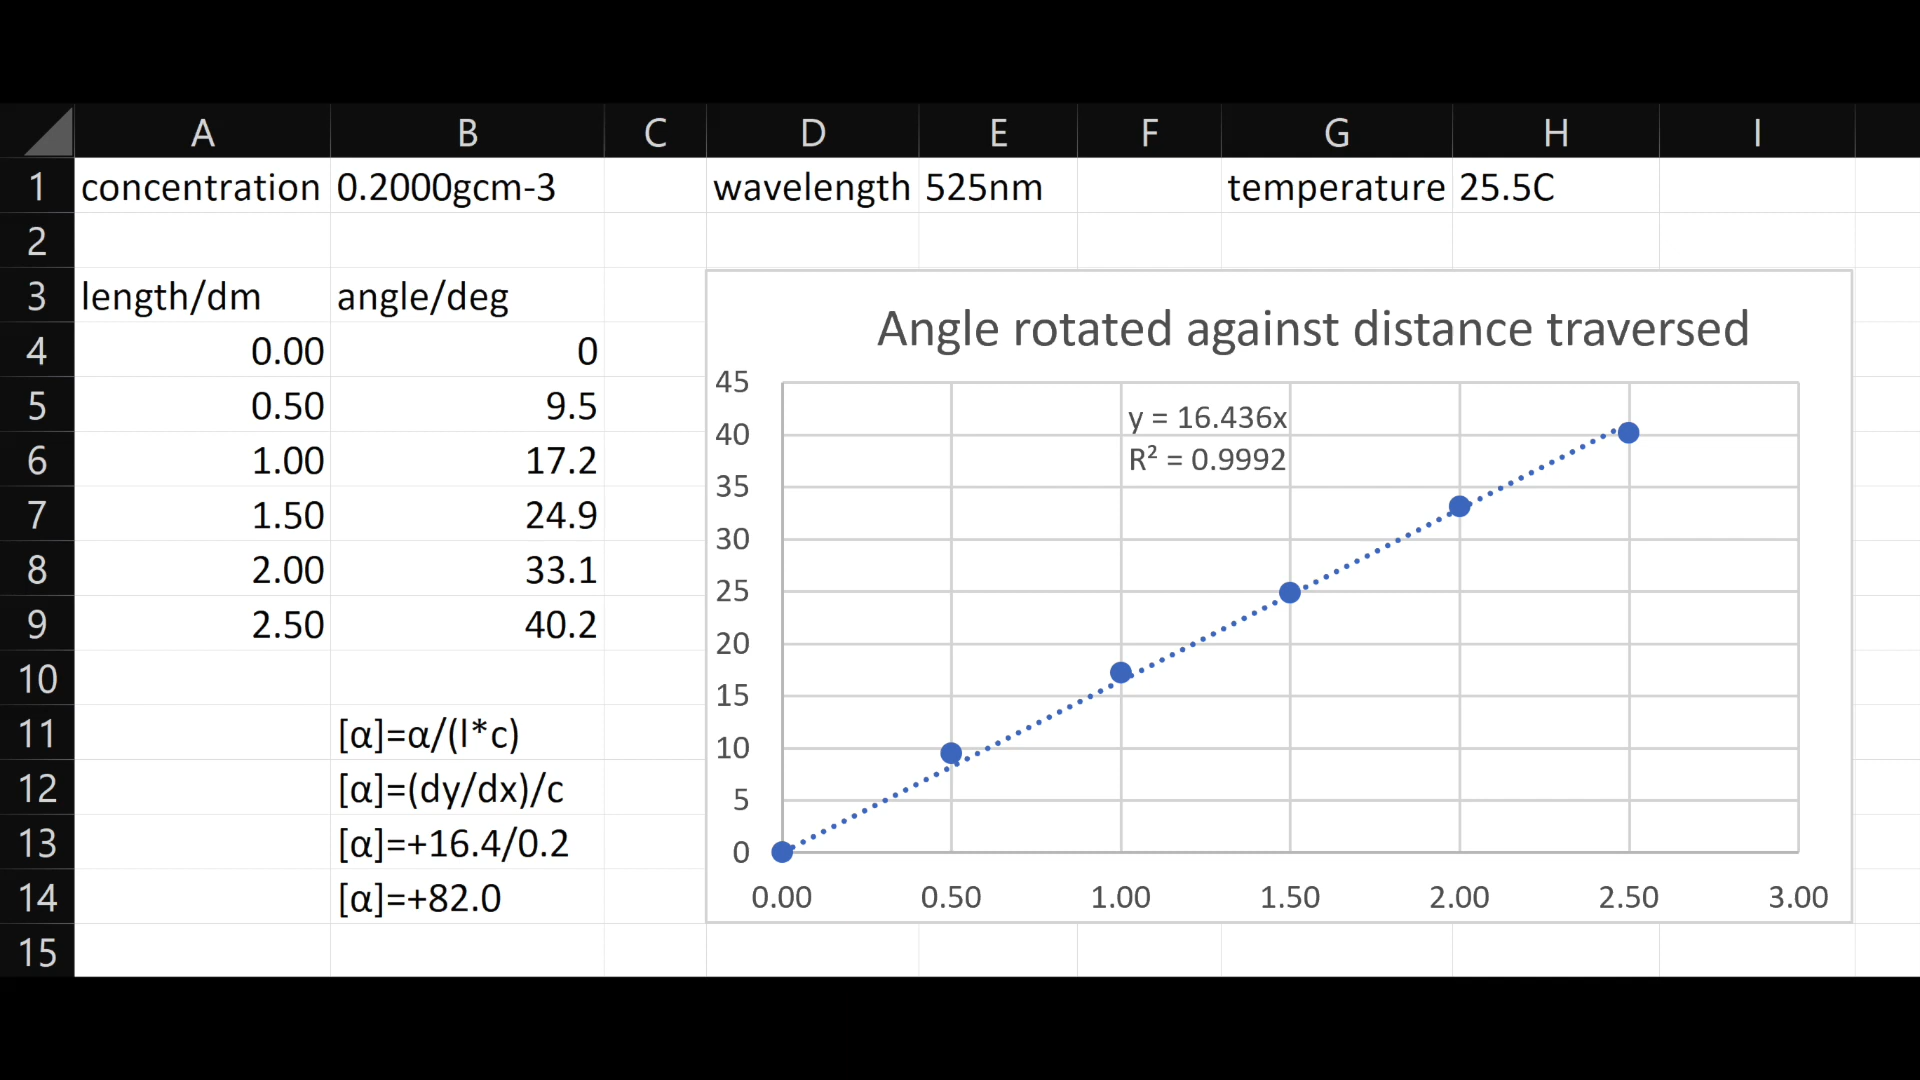 A B C D E F G H I
1 concentration 0.2000gcm-3 wavelength 525nm temperature 25.5C
2
3 length/dm angle/deg
4 0.00 0
5 0.50 9.5
6 1.00 17.2
7 1.50 24.9
8 2.00 33.1
9 2.50 40.2
10
11 [α]=α/(l*c)
12 [α]=(dy/dx)/c
13 [α]=+16.4/0.2
14 [α]=+82.0
15
Angle rotated against distance traversed
45
y = 16.436x
40
R² = 0.9992
35
30
25
20
15
10
5
0
0.00 0.50 1.00 1.50 2.00 2.50 3.00